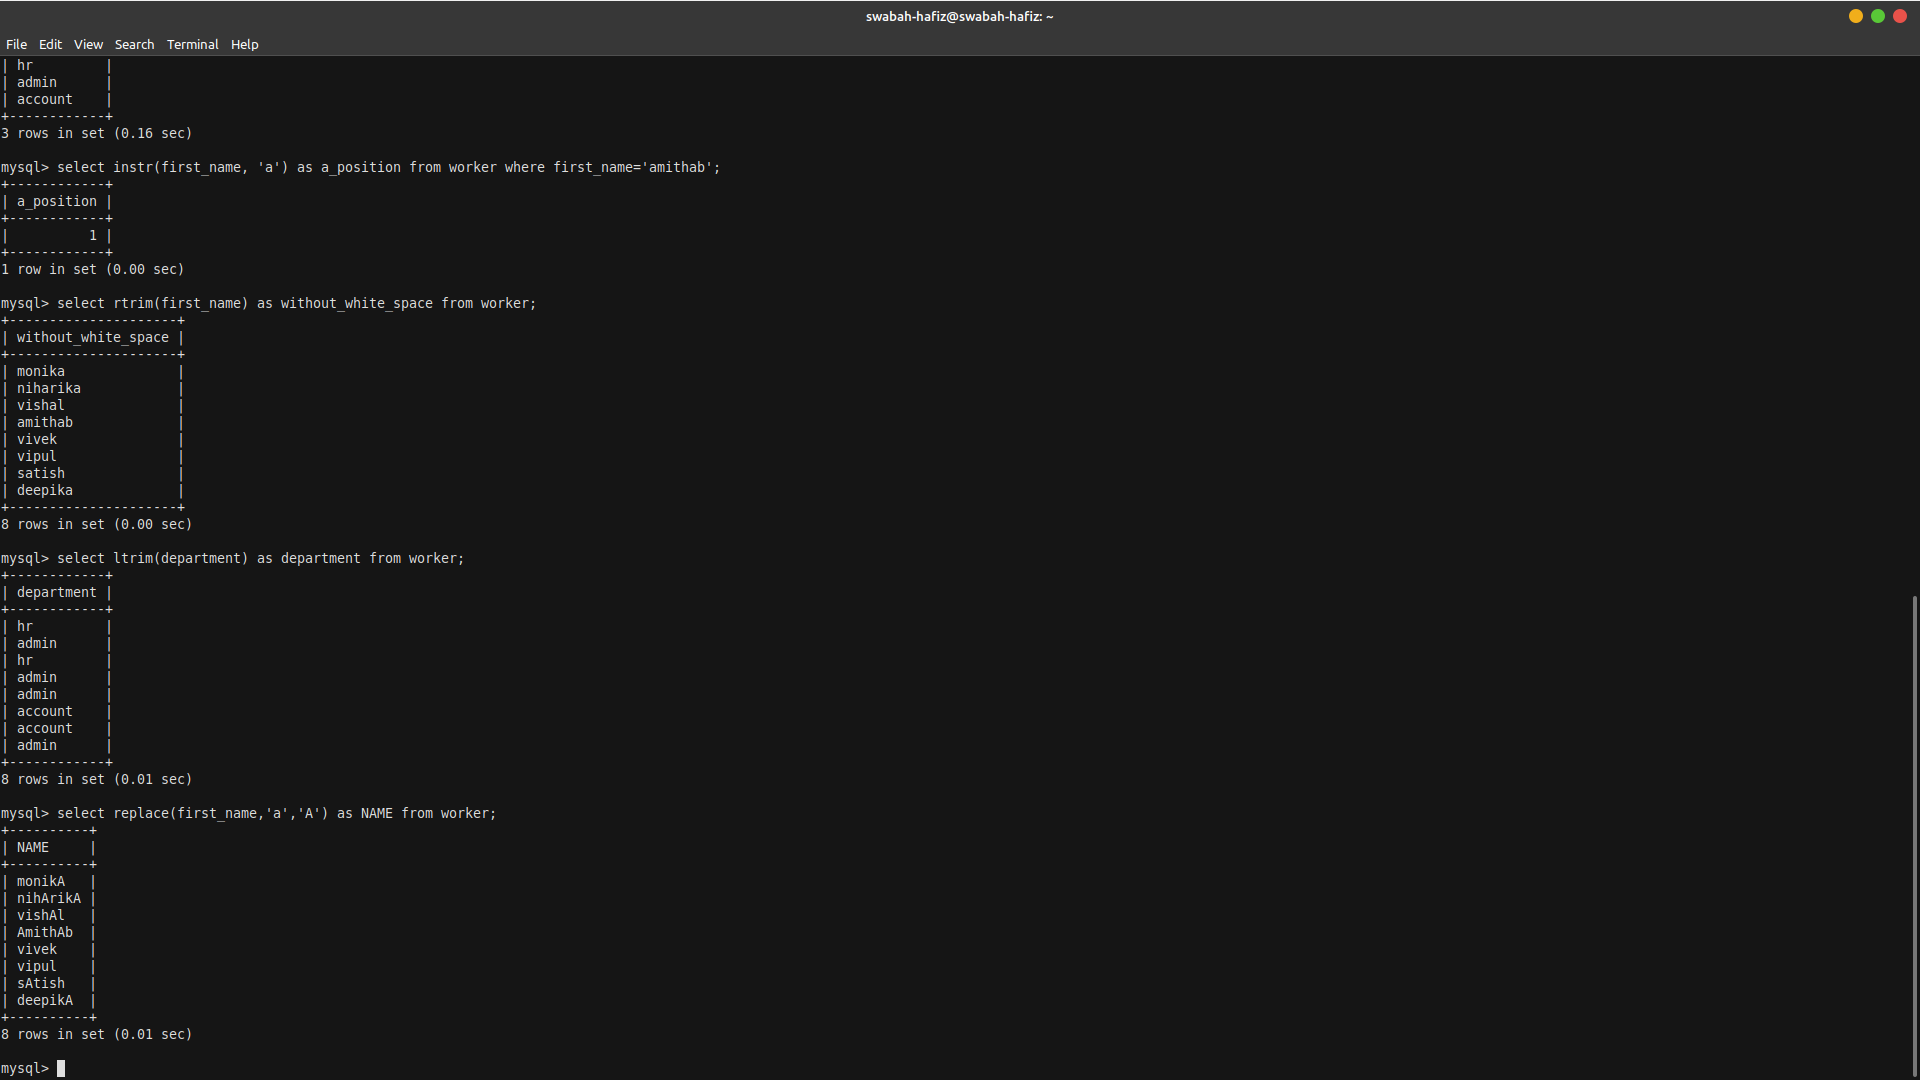 swabah-hafiz@swabah-hafiz: ~
File Edit View Search Terminal Help
| hr         |
| admin      |
| account    |
+------------+
3 rows in set (0.16 sec)

mysql> select instr(first_name, 'a') as a_position from worker where first_name='amithab';
+------------+
| a_position |
+------------+
|          1 |
+------------+
1 row in set (0.00 sec)

mysql> select rtrim(first_name) as without_white_space from worker;
+---------------------+
| without_white_space |
+---------------------+
| monika              |
| niharika            |
| vishal              |
| amithab             |
| vivek               |
| vipul               |
| satish              |
| deepika             |
+---------------------+
8 rows in set (0.00 sec)

mysql> select ltrim(department) as department from worker;
+------------+
| department |
+------------+
| hr         |
| admin      |
| hr         |
| admin      |
| admin      |
| account    |
| account    |
| admin      |
+------------+
8 rows in set (0.01 sec)

mysql> select replace(first_name,'a','A') as NAME from worker;
+----------+
| NAME     |
+----------+
| monikA   |
| nihArikA |
| vishAl   |
| AmithAb  |
| vivek    |
| vipul    |
| sAtish   |
| deepikA  |
+----------+
8 rows in set (0.01 sec)

mysql>